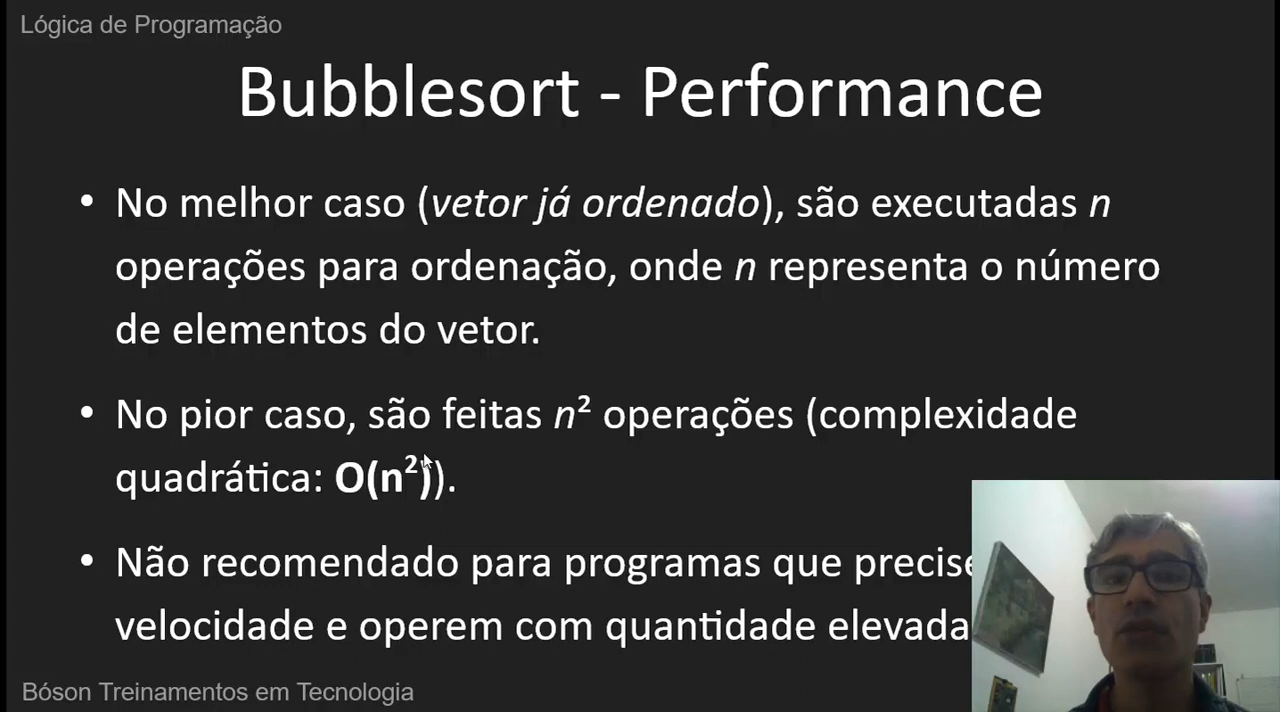 Lógica de Programação
Bubblesort - Performance
• No melhor caso (vetor já ordenado), são executadas n
operações para ordenação, onde n representa o número
de elementos do vetor.
• No pior caso, são feitas n² operações (complexidade
quadrática: O(n²)).
• Não recomendado para programas que
velocidade e operem com quantidade elevada
Bóson Treinamentos em Tecnologia